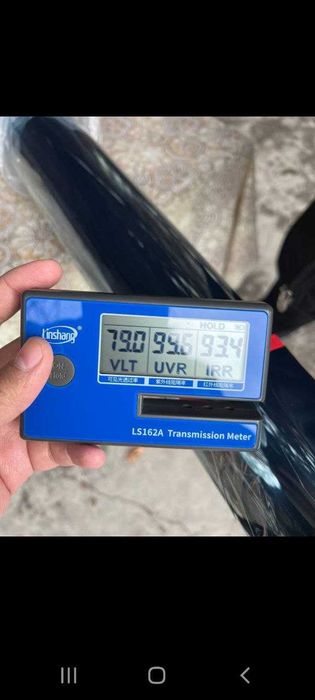 Linshang
HOLD
79.0 94.6 93.4
VLT UVR IRR
可见光透过率 紫外线阻隔率 红外线阻隔率
LS162A Transmission Meter